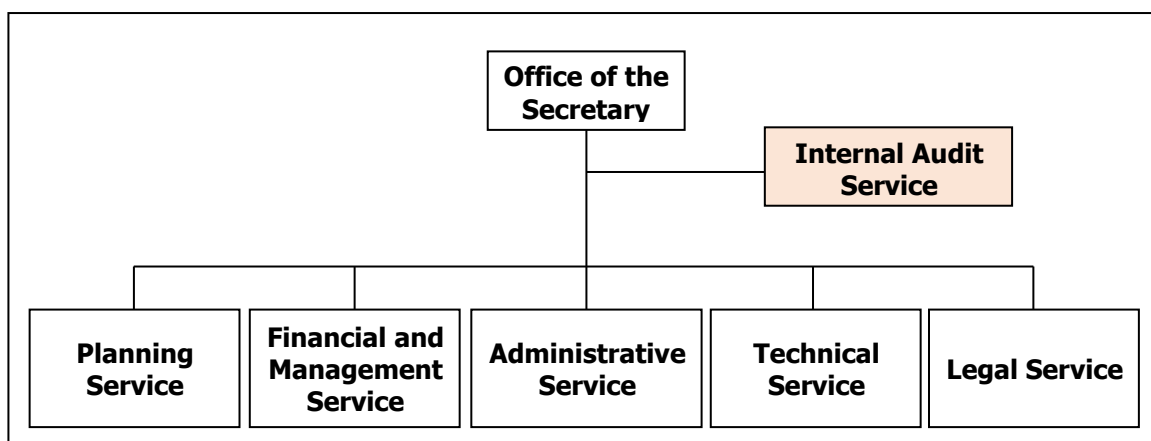 Office of the
Secretary
Internal Audit
Service
Planning
Service
Financial and
Management
Service
Administrative
Service
Technical
Service
Legal Service